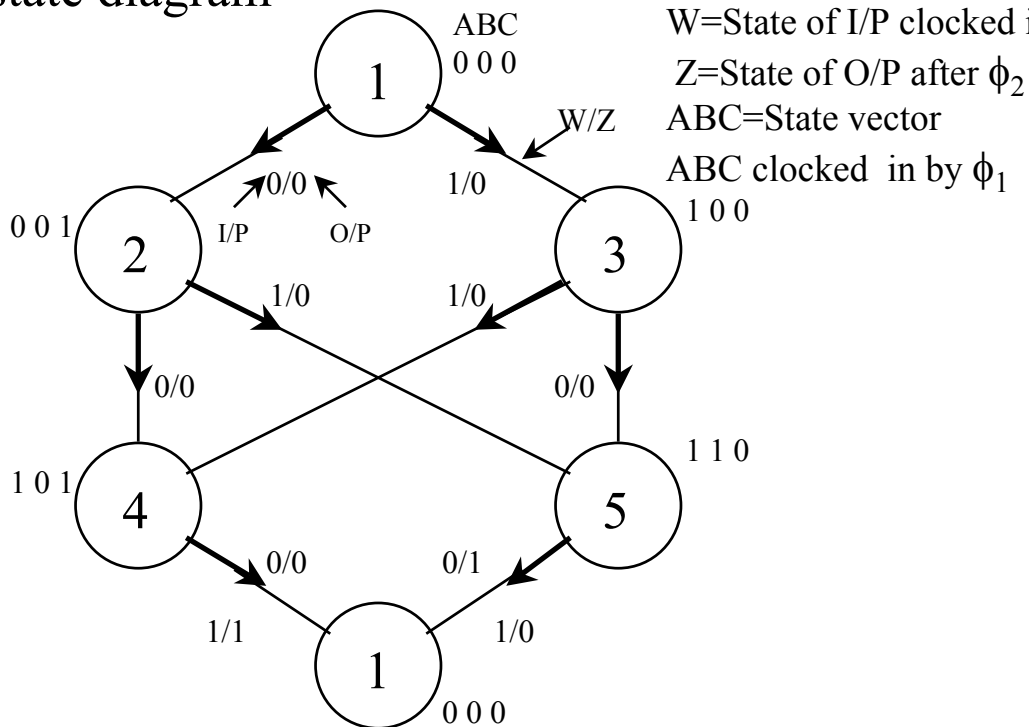 state diagram
W=State of I/P clocked
Z=State of O/P after ϕ2
ABC=State vector
ABC clocked in by ϕ1
ABC
0 0 0
1
W/Z
0/0
1/0
I/P
O/P
0 0 1
2
3
1 0 0
1/0
1/0
0/0
0/0
1 0 1
4
5
1 1 0
0/0
0/1
1/1
1/0
1
0 0 0